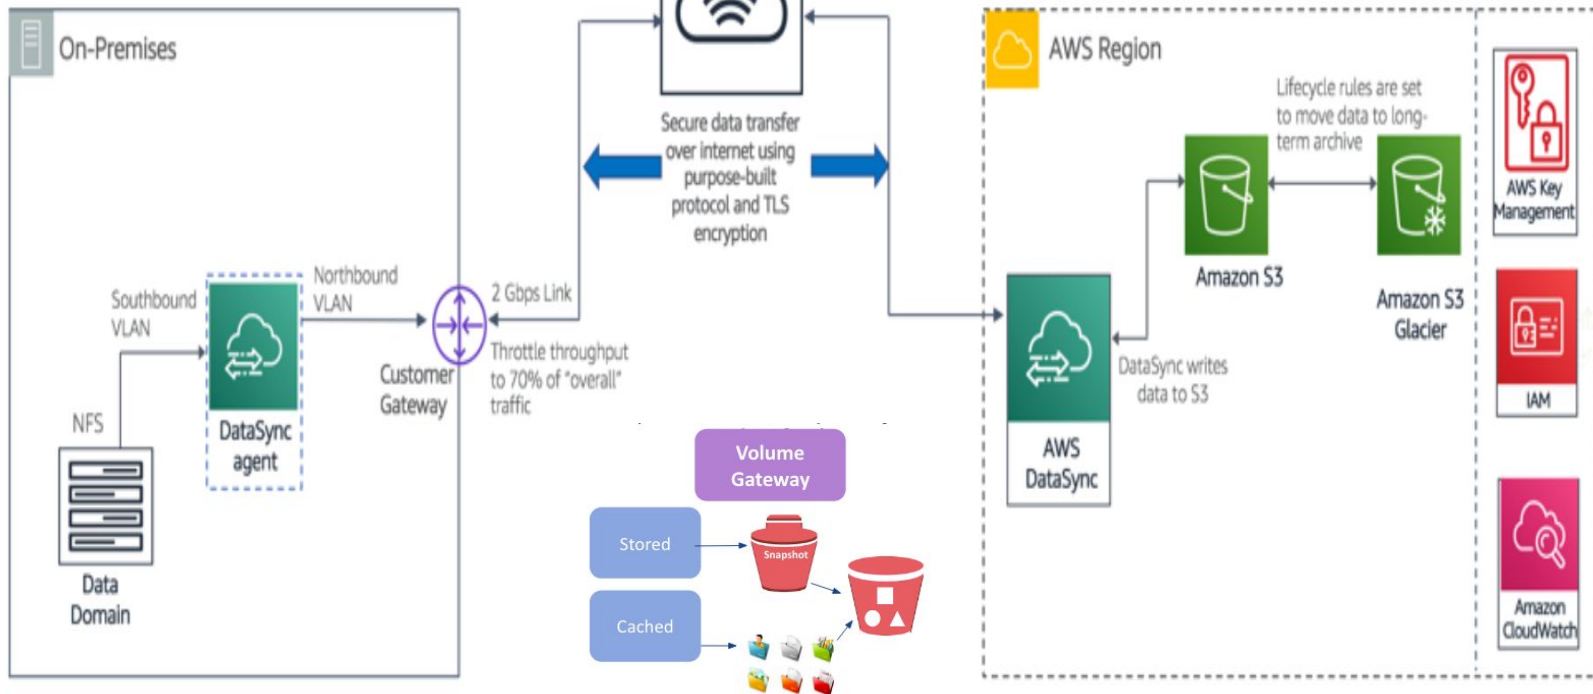 On-Premises
Southbound
VLAN
Northbound
VLAN
NFS
DataSync
agent
Data
Domain
Customer
Gateway
2 Gbps Link
Throttle throughput
to 70% of "overall"
traffic
Secure data transfer
over internet using
purpose-built
protocol and TLS
encryption
Volume
Gateway
Stored
Snapshot
Cached
AWS Region
Lifecycle rules are set
to move data to long-
term archive
Amazon S3
Amazon S3
Glacier
DataSync writes
data to S3
AWS
DataSync
AWS Key
Management
IAM
Amazon
CloudWatch